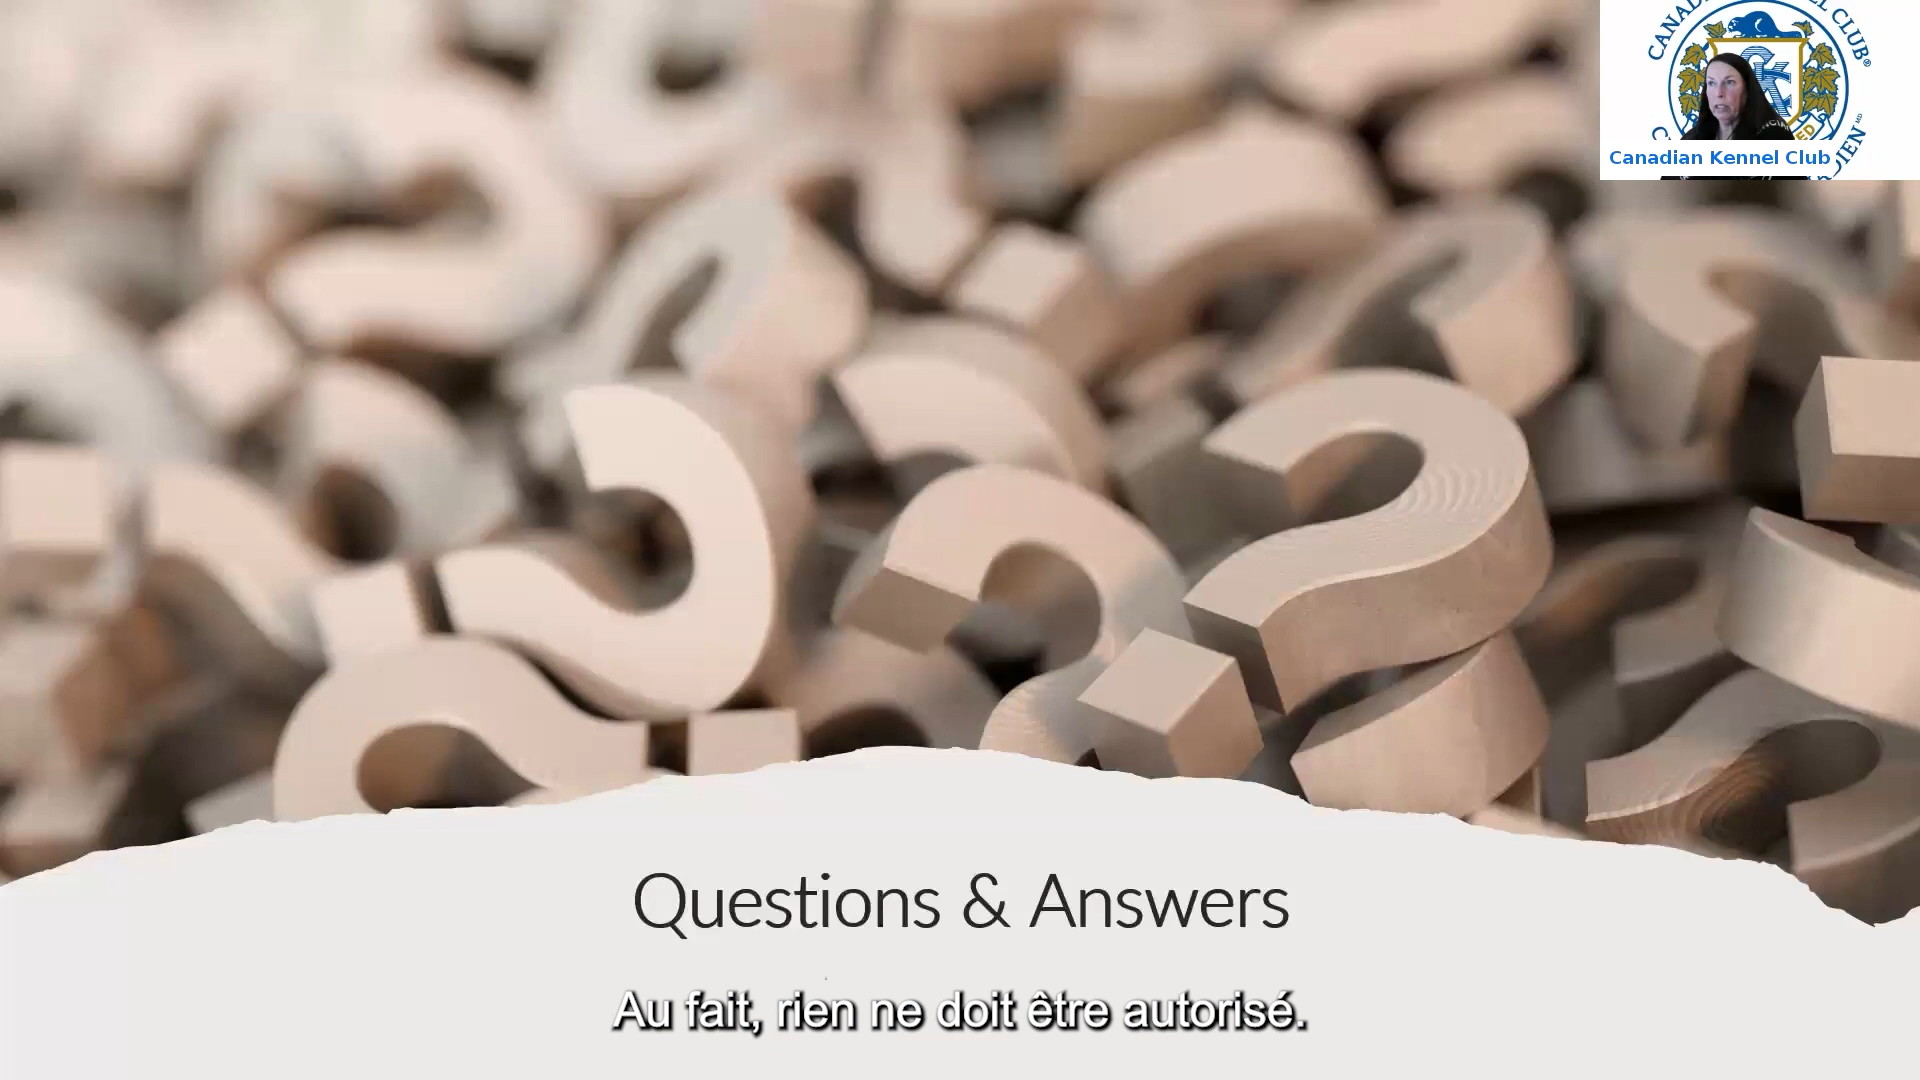 Canadian Kennel Club
Questions & Answers
Au fait, rien ne doit être autorisé.